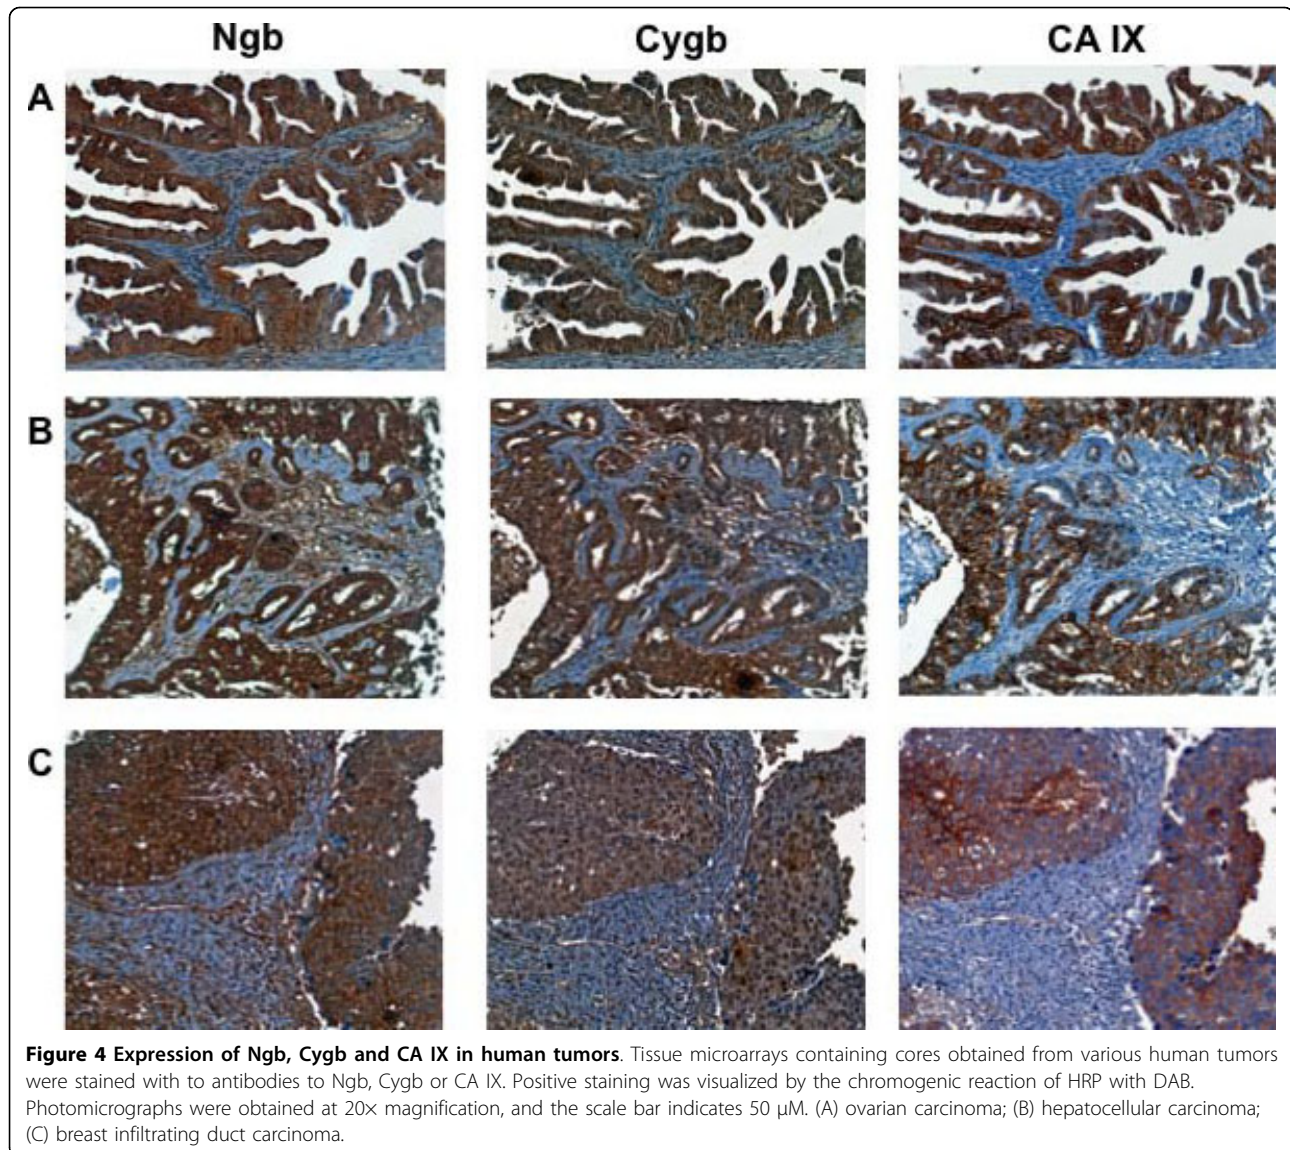 Ngb Cygb CA IX
A
B
C
Figure 4 Expression of Ngb, Cygb and CA IX in human tumors. Tissue microarrays containing cores obtained from various human tumors
were stained with to antibodies to Ngb, Cygb or CA IX. Positive staining was visualized by the chromogenic reaction of HRP with DAB.
Photomicrographs were obtained at 20× magnification, and the scale bar indicates 50 μM. (A) ovarian carcinoma; (B) hepatocellular carcinoma;
(C) breast infiltrating duct carcinoma.